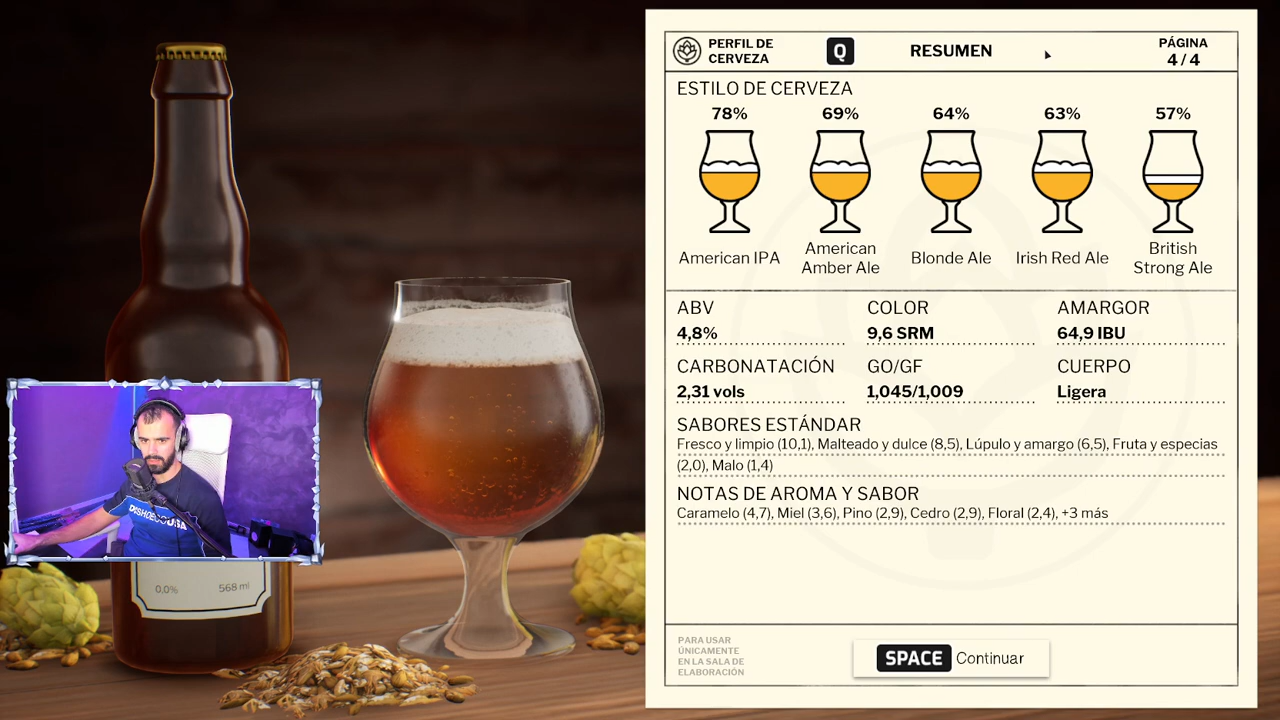 PERFIL DE
CERVEZA
Q
RESUMEN
PÁGINA
4 / 4
ESTILO DE CERVEZA
78%
69%
64%
63%
57%
American IPA
American
Amber Ale
Blonde Ale
Irish Red Ale
British
Strong Ale
ABV
COLOR
AMARGOR
4,8%
9,6 SRM
64,9 IBU
CARBONATACIÓN
GO/GF
CUERPO
2,31 vols
1,045/1,009
Ligera
SABORES ESTÁNDAR
Fresco y limpio (10,1), Malteado y dulce (8,5), Lúpulo y amargo (6,5), Fruta y especias
(2,0), Malo (1,4)
NOTAS DE AROMA Y SABOR
Caramelo (4,7), Miel (3,6), Pino (2,9), Cedro (2,9), Floral (2,4), +3 más
PARA USAR
ÚNICAMENTE
EN LA SALA DE
ELABORACIÓN
SPACE Continuar
0,0%
568 ml